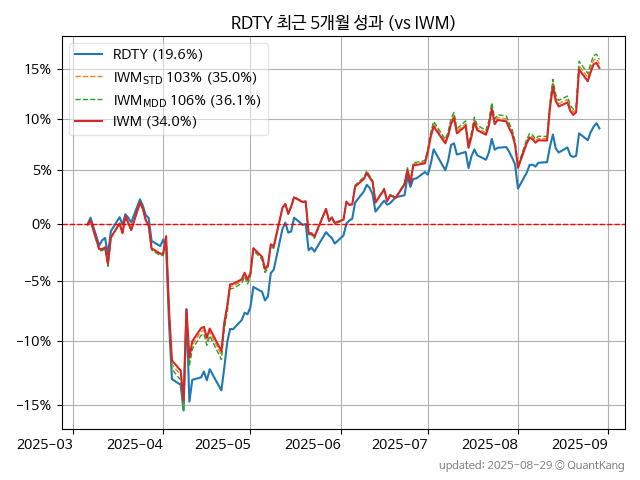 RDTY 최근 5개월 성과 (vs IWM)
RDTY (19.6%)
IWM_STD 103% (35.0%)
IWM_MDD 106% (36.1%)
IWM (34.0%)
15%
10%
5%
0%
−5%
−10%
−15%
2025-03 2025-04 2025-05 2025-06 2025-07 2025-08 2025-09
updated: 2025-08-29 © QuantKang